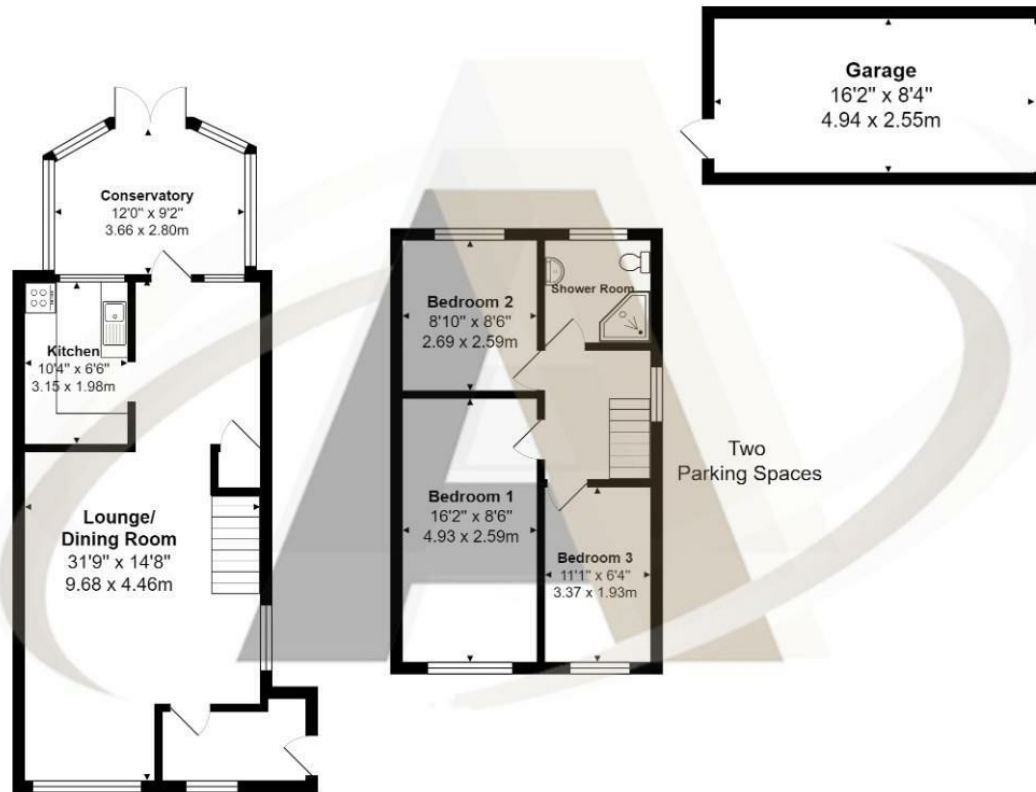 Garage
16'2" x 8'4"
4.94 x 2.55m
Conservatory
12'0" x 9'2"
3.66 x 2.80m
Kitchen
10'4" x 6'6"
3.15 x 1.98m
Lounge/
Dining Room
31'9" x 14'8"
9.68 x 4.46m
Bedroom 2
8'10" x 8'6"
2.69 x 2.59m
Shower Room
Bedroom 1
16'2" x 8'6"
4.93 x 2.59m
Bedroom 3
11'1" x 6'4"
3.37 x 1.93m
Two
Parking Spaces
A